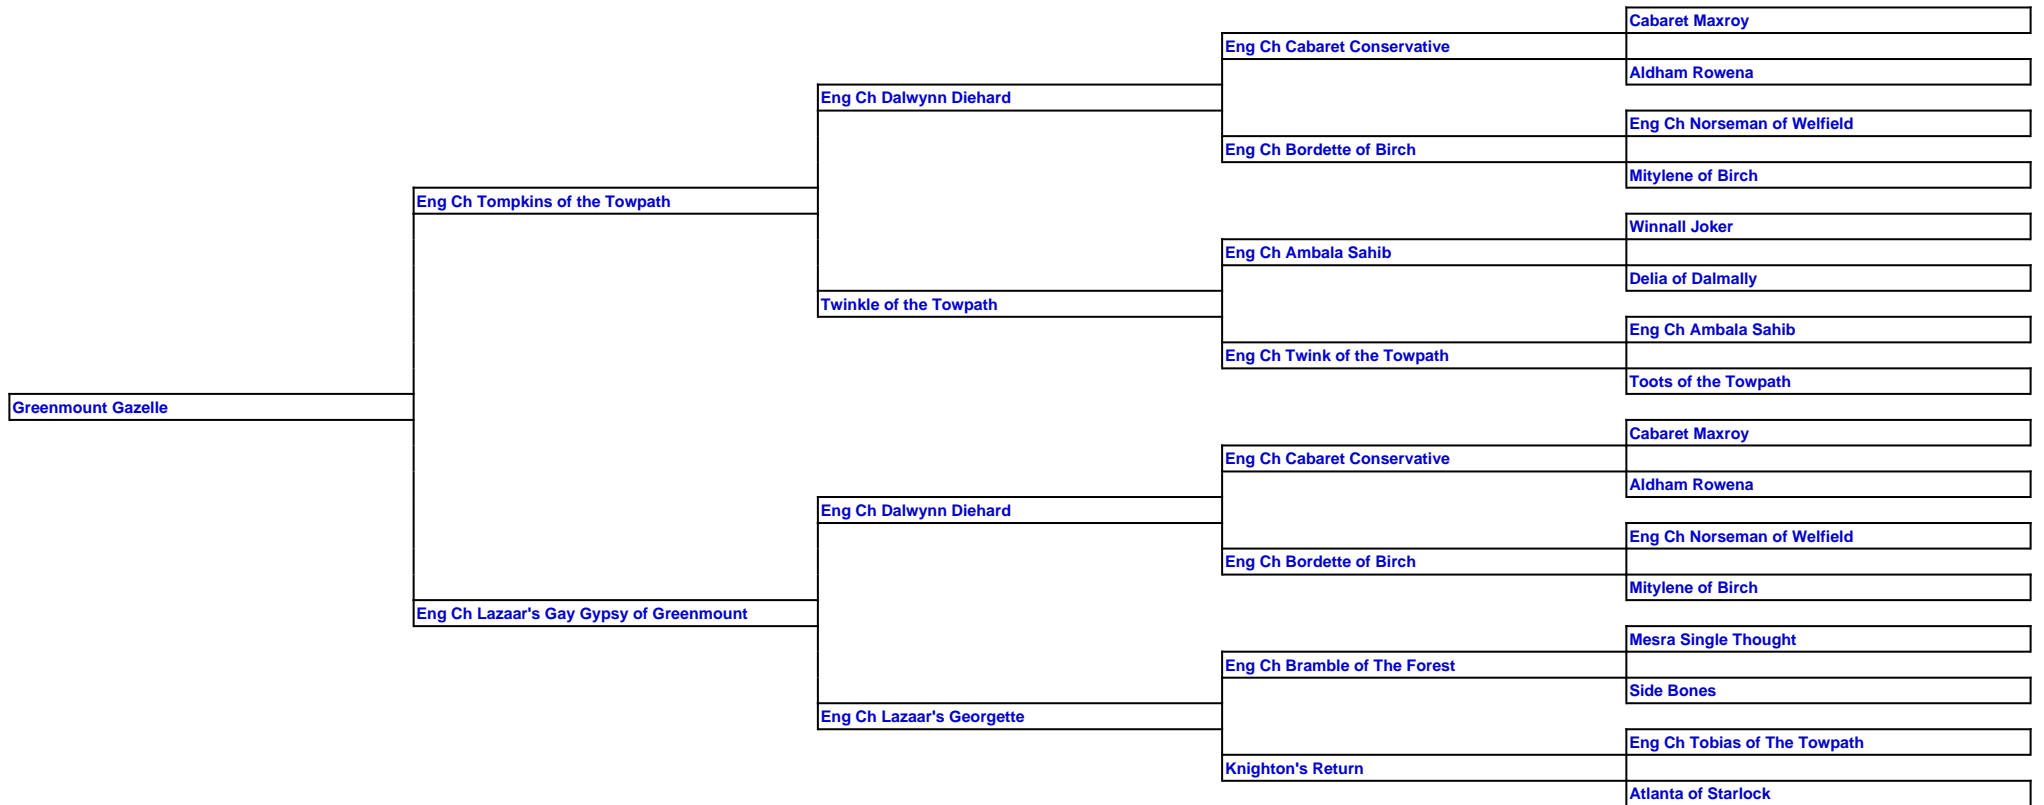 Cabaret Maxroy
Eng Ch Cabaret Conservative
Aldham Rowena
Eng Ch Dalwynn Diehard
Eng Ch Norseman of Welfield
Eng Ch Bordette of Birch
Mitylene of Birch
Eng Ch Tompkins of the Towpath
Winnall Joker
Eng Ch Ambala Sahib
Delia of Dalmally
Twinkle of the Towpath
Eng Ch Ambala Sahib
Eng Ch Twink of the Towpath
Toots of the Towpath
Greenmount Gazelle
Cabaret Maxroy
Eng Ch Cabaret Conservative
Aldham Rowena
Eng Ch Dalwynn Diehard
Eng Ch Norseman of Welfield
Eng Ch Bordette of Birch
Mitylene of Birch
Eng Ch Lazaar's Gay Gypsy of Greenmount
Mesra Single Thought
Eng Ch Bramble of The Forest
Side Bones
Eng Ch Lazaar's Georgette
Eng Ch Tobias of The Towpath
Knighton's Return
Atlanta of Starlock